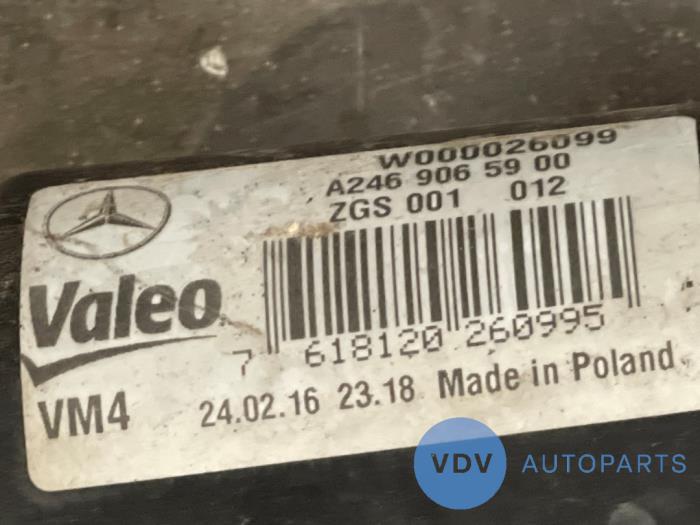 W000026099
A246 906 59 00
ZGS 001 012
Valeo
7 618120 260995
VM4
24.02.16 23.18 Made in Poland
VDV AUTOPARTS